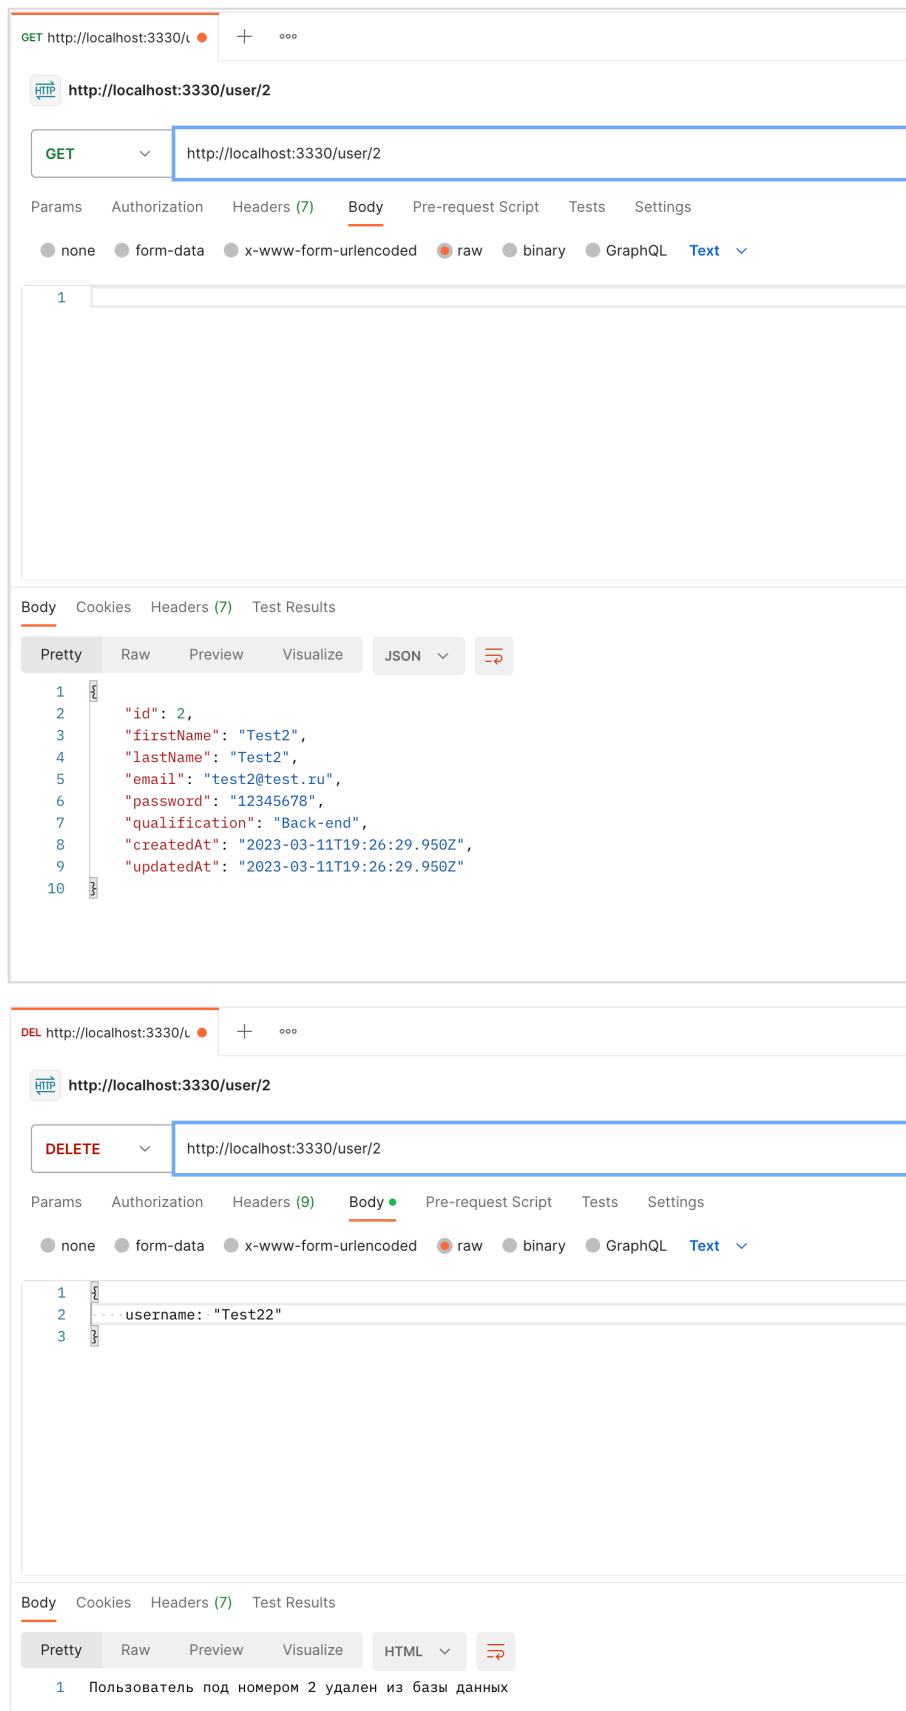 GET http://localhost:3330/u
http://localhost:3330/user/2
GET http://localhost:3330/user/2
Params Authorization Headers (7) Body Pre-request Script Tests Settings
none form-data x-www-form-urlencoded raw binary GraphQL Text
1
Body Cookies Headers (7) Test Results
Pretty Raw Preview Visualize JSON
1 {
2 "id": 2,
3 "firstName": "Test2",
4 "lastName": "Test2",
5 "email": "test2@test.ru",
6 "password": "12345678",
7 "qualification": "Back-end",
8 "createdAt": "2023-03-11T19:26:29.950Z",
9 "updatedAt": "2023-03-11T19:26:29.950Z"
10 }
DEL http://localhost:3330/u
http://localhost:3330/user/2
DELETE http://localhost:3330/user/2
Params Authorization Headers (9) Body Pre-request Script Tests Settings
none form-data x-www-form-urlencoded raw binary GraphQL Text
1 {
2 username: "Test22"
3 }
Body Cookies Headers (7) Test Results
Pretty Raw Preview Visualize HTML
1 Пользователь под номером 2 удален из базы данных